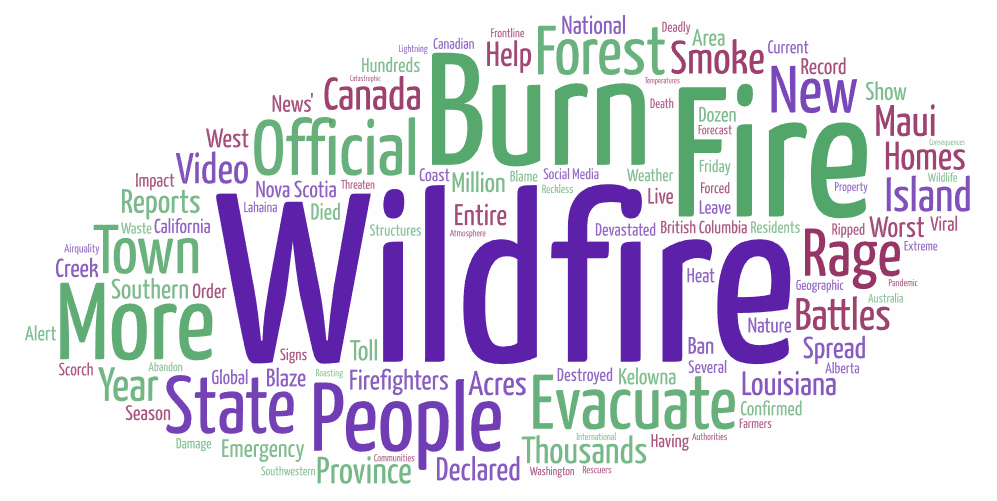 Frontline
National
Deadly
Lightning
Canadian
Help
Forest
Area
Current
Hundreds
Smoke
Catastrophic
Burn
Temperatures
New
Record
News'
Canada
Death
Fire
Show
Dozen
Maui
West
Official
Forecast
Consequences
Video
Coast
Million
Blame
Social Media
Weather
Friday
Homes
Impact
Nova Scotia
Threaten
Reckless
Live
Forced
Property
Wildlife
Island
Reports
Lahaina
Died
Entire
Leave
Waste
California
Structures
Atmosphere
Wildfire
Devastated
British Columbia
Residents
Ripped
Worst
Viral
Airquality
Town
Rage
Extreme
Creek
Heat
Southern
Order
Geographic
Pandemic
More
Australia
Alert
Nature
Battles
Signs
Toll
Ban
Spread
Scorch
Abandon
Year
Global
Blaze
Roasting
Firefighters
Acres
Destroyed
Kelowna
Several
Alberta
Louisiana
Season
State
People
Evacuate
Confirmed
Farmers
Damage
Emergency
International
Thousands
Having
Authorities
Communities
Southwestern
Province
Declared
Washington
Rescuers